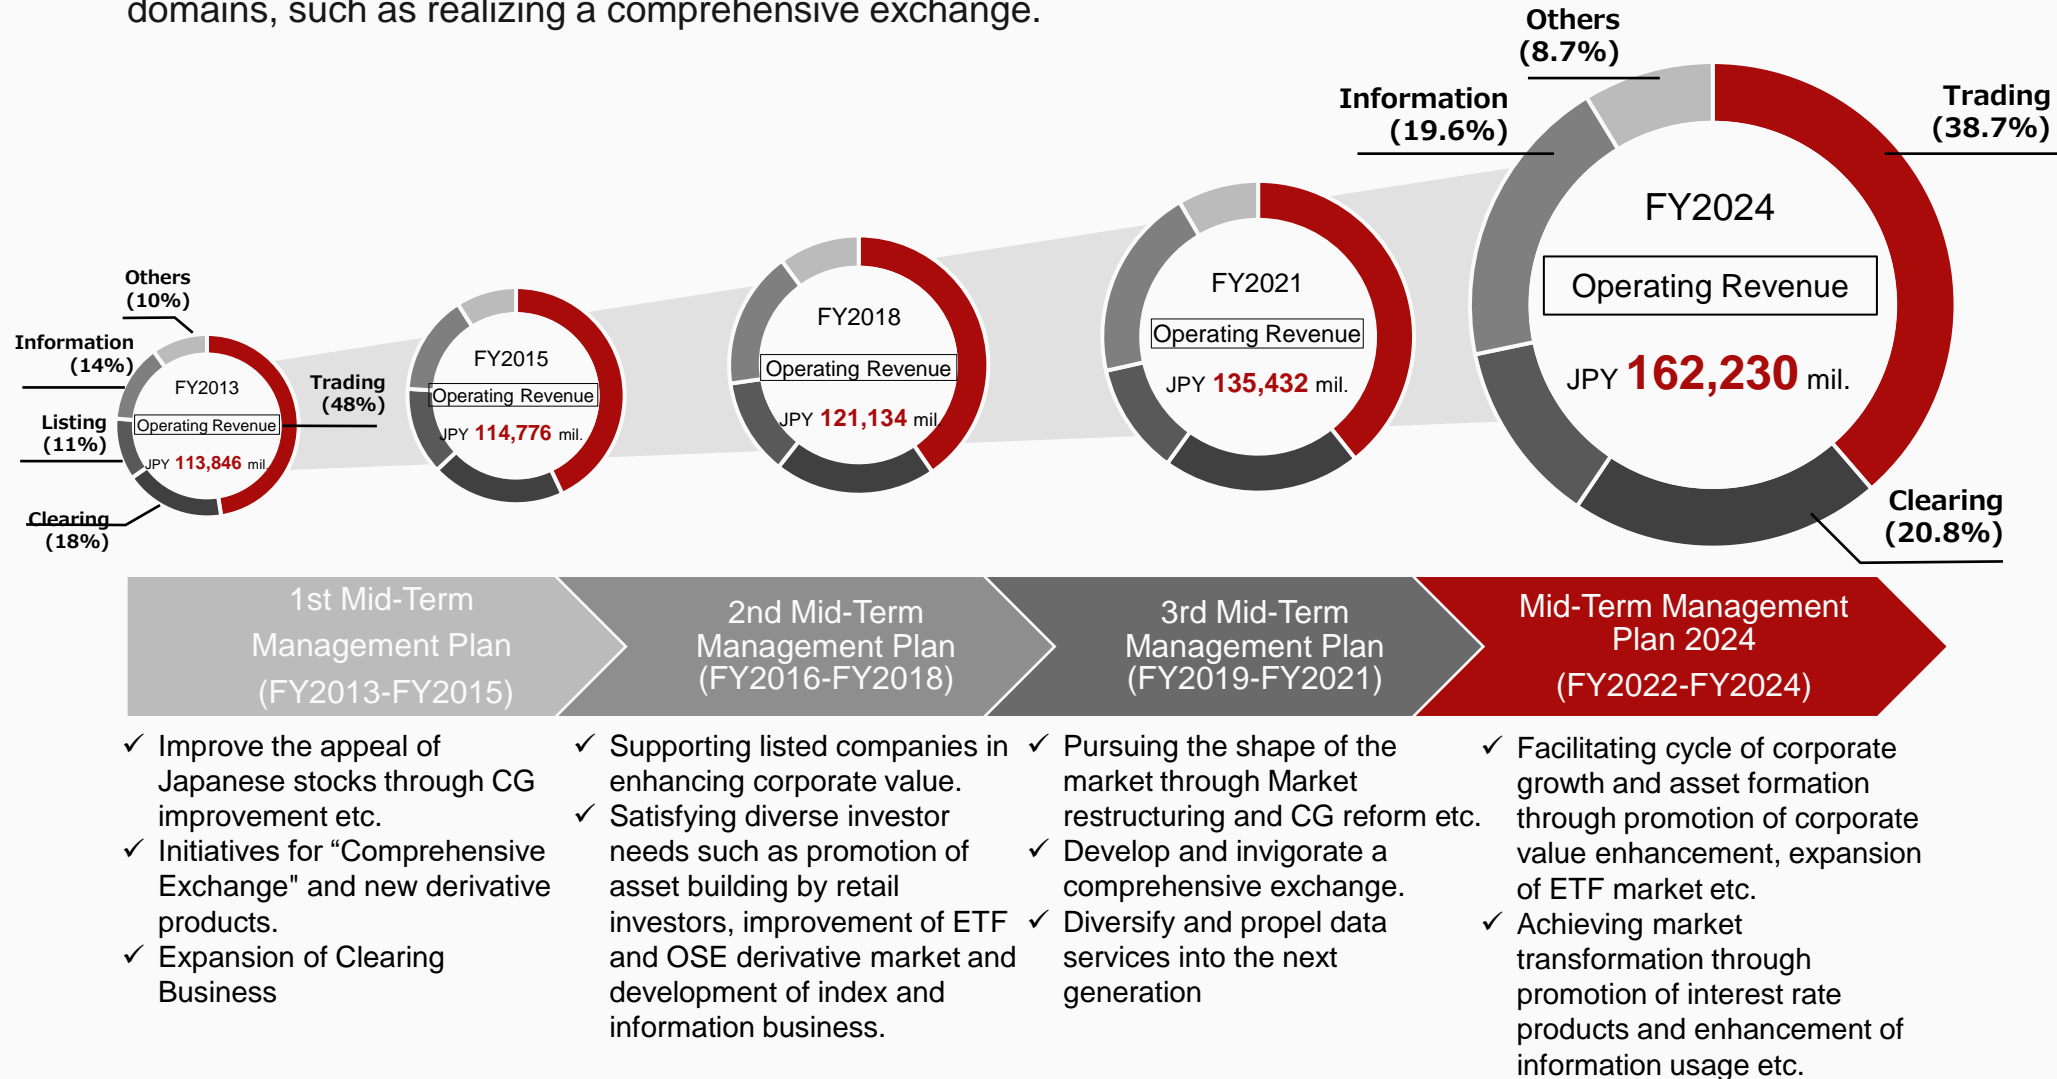 domains, such as realizing a comprehensive exchange.
Others
(10%)
Information
(14%)
Listing
(11%)
Clearing
(18%)
Trading
(48%)
FY2013
Operating Revenue
JPY 113,846 mil.
FY2015
Operating Revenue
JPY 114,776 mil.
FY2018
Operating Revenue
JPY 121,134 mil.
FY2021
Operating Revenue
JPY 135,432 mil.
Others
(8.7%)
Information
(19.6%)
Trading
(38.7%)
FY2024
Operating Revenue
JPY 162,230 mil.
Clearing
(20.8%)
1st Mid-Term
Management Plan
(FY2013-FY2015)
2nd Mid-Term
Management Plan
(FY2016-FY2018)
3rd Mid-Term
Management Plan
(FY2019-FY2021)
Mid-Term Management
Plan 2024
(FY2022-FY2024)
✓ Improve the appeal of
Japanese stocks through CG
improvement etc.
✓ Initiatives for “Comprehensive
Exchange" and new derivative
products.
✓ Expansion of Clearing
Business
✓ Supporting listed companies in
enhancing corporate value.
✓ Satisfying diverse investor
needs such as promotion of
asset building by retail
investors, improvement of ETF
and OSE derivative market and
development of index and
information business.
✓ Pursuing the shape of the
market through Market
restructuring and CG reform etc.
✓ Develop and invigorate a
comprehensive exchange.
✓ Diversify and propel data
services into the next
generation
✓ Facilitating cycle of corporate
growth and asset formation
through promotion of corporate
value enhancement, expansion
of ETF market etc.
✓ Achieving market
transformation through
promotion of interest rate
products and enhancement of
information usage etc.